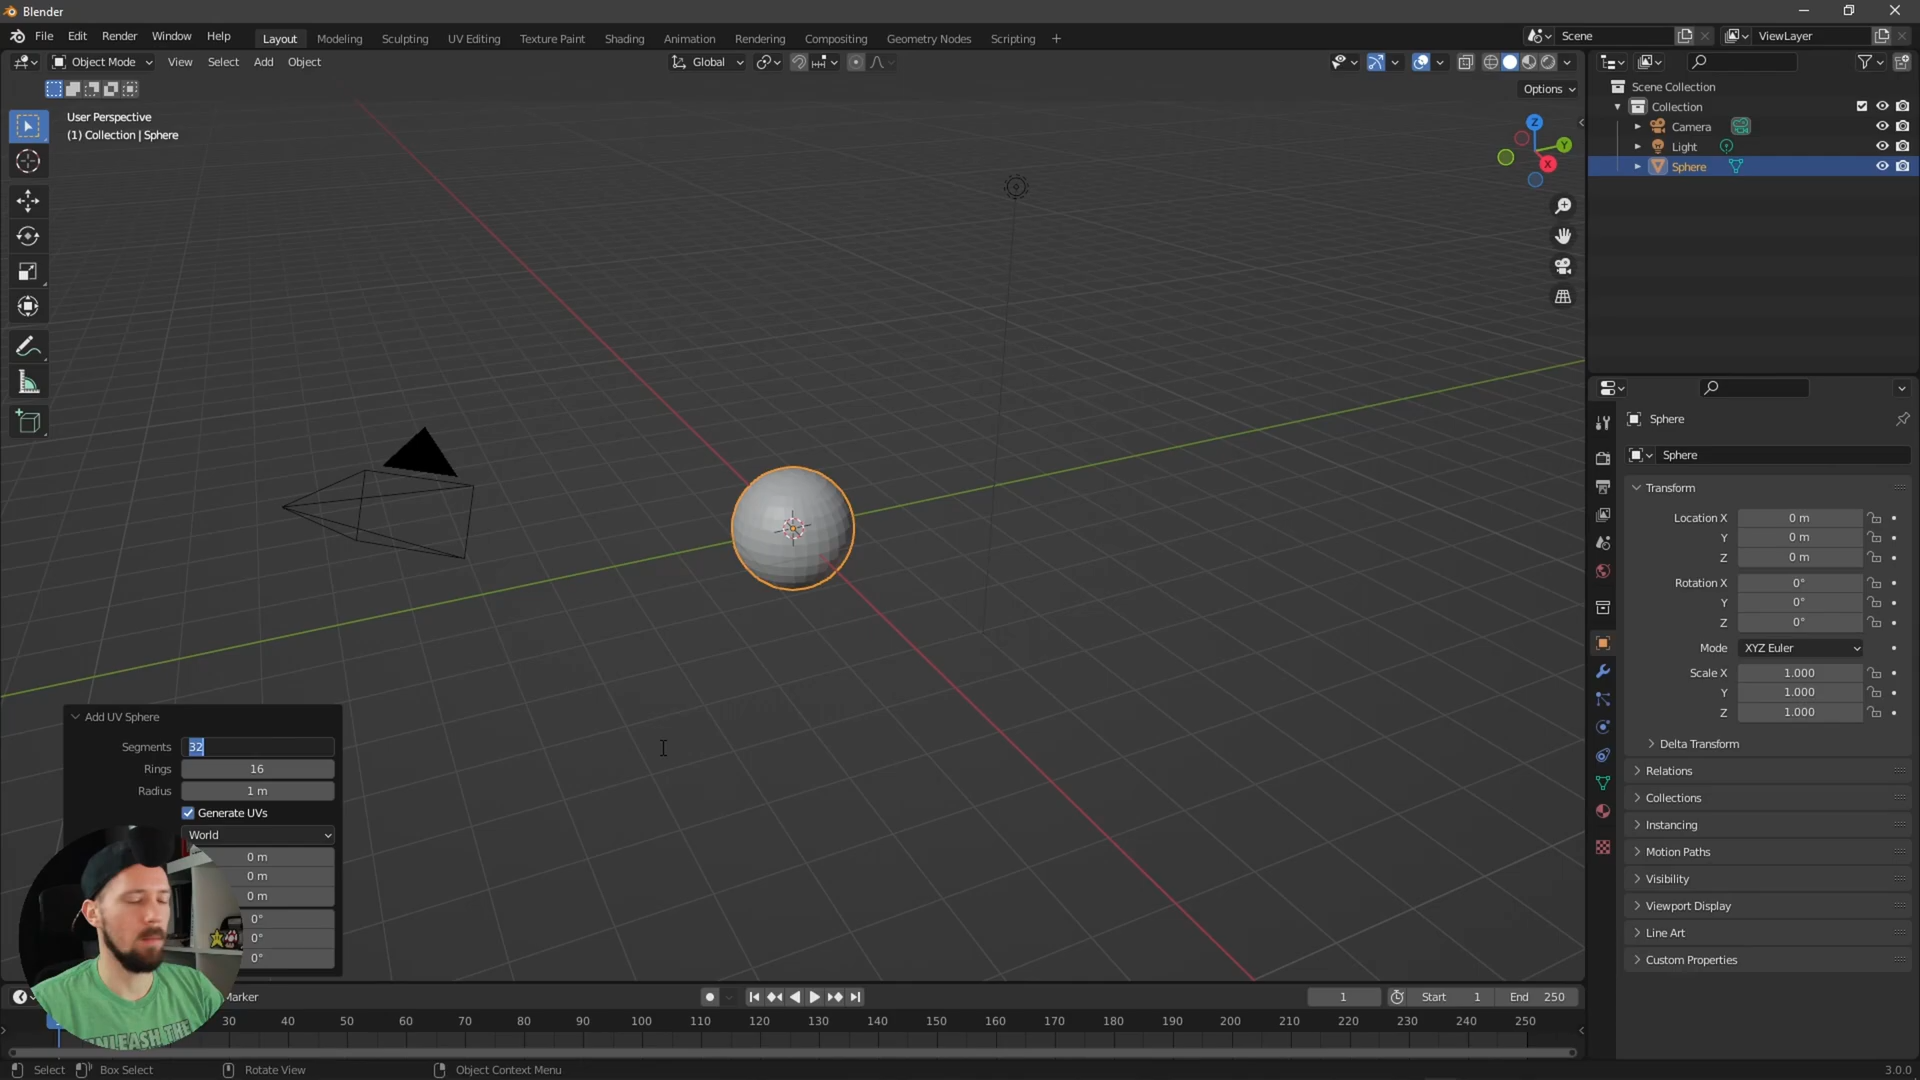 Blender
File Edit Render Window Help
Layout Modeling Sculpting UV Editing Texture Paint Shading Animation Rendering Compositing Geometry Nodes Scripting +
Scene
ViewLayer
Object Mode View Select Add Object
Global
Options
User Perspective
(1) Collection | Sphere
Z
Y
X
Scene Collection
Collection
Camera
Light
Sphere
Sphere
Sphere
Transform
Location X 0 m
Y 0 m
Z 0 m
Rotation X 0°
Y 0°
Z 0°
Mode XYZ Euler
Scale X 1.000
Y 1.000
Z 1.000
Delta Transform
Relations
Collections
Instancing
Motion Paths
Visibility
Viewport Display
Line Art
Custom Properties
Add UV Sphere
Segments 32
Rings 16
Radius 1 m
Generate UVs
World
0 m
0 m
0 m
0°
0°
0°
UNLEASH THE
Marker
1
Start 1
End 250
30 40 50 60 70 80 90 100 110 120 130 140 150 160 170 180 190 200 210 220 230 240 250
Select Box Select Rotate View Object Context Menu
3.0.0